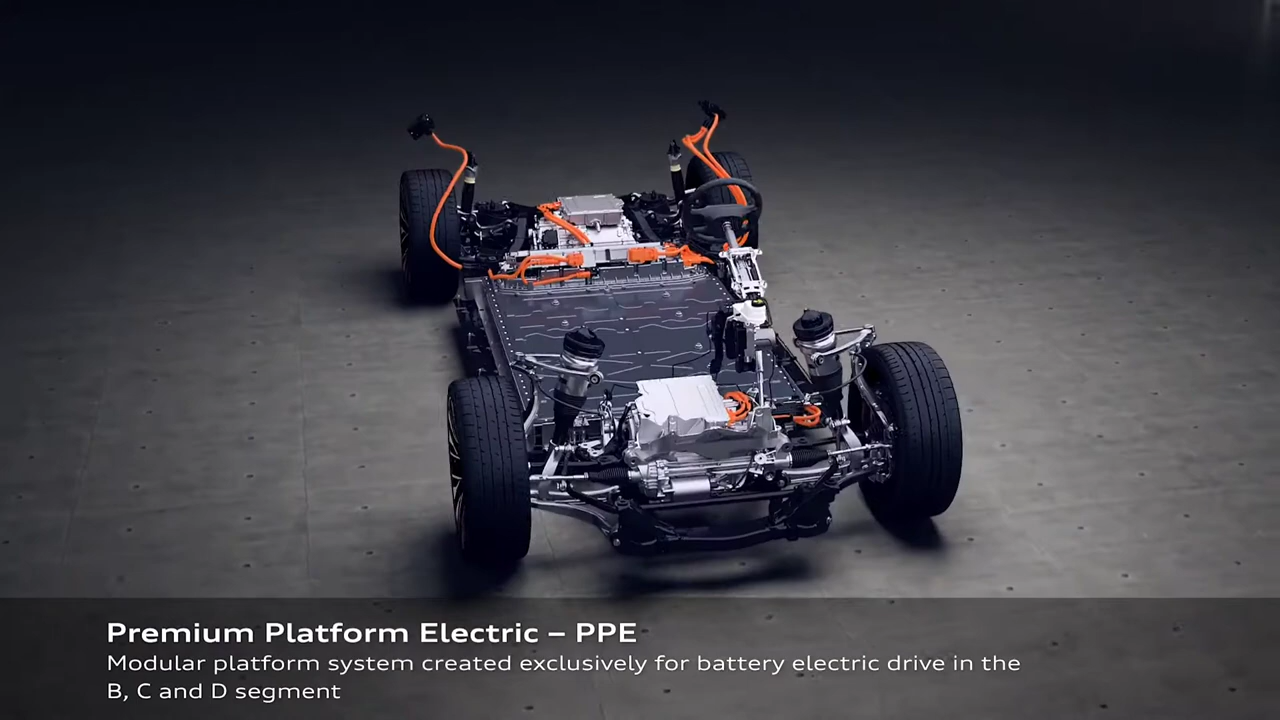 Premium Platform Electric – PPE
Modular platform system created exclusively for battery electric drive in the
B, C and D segment